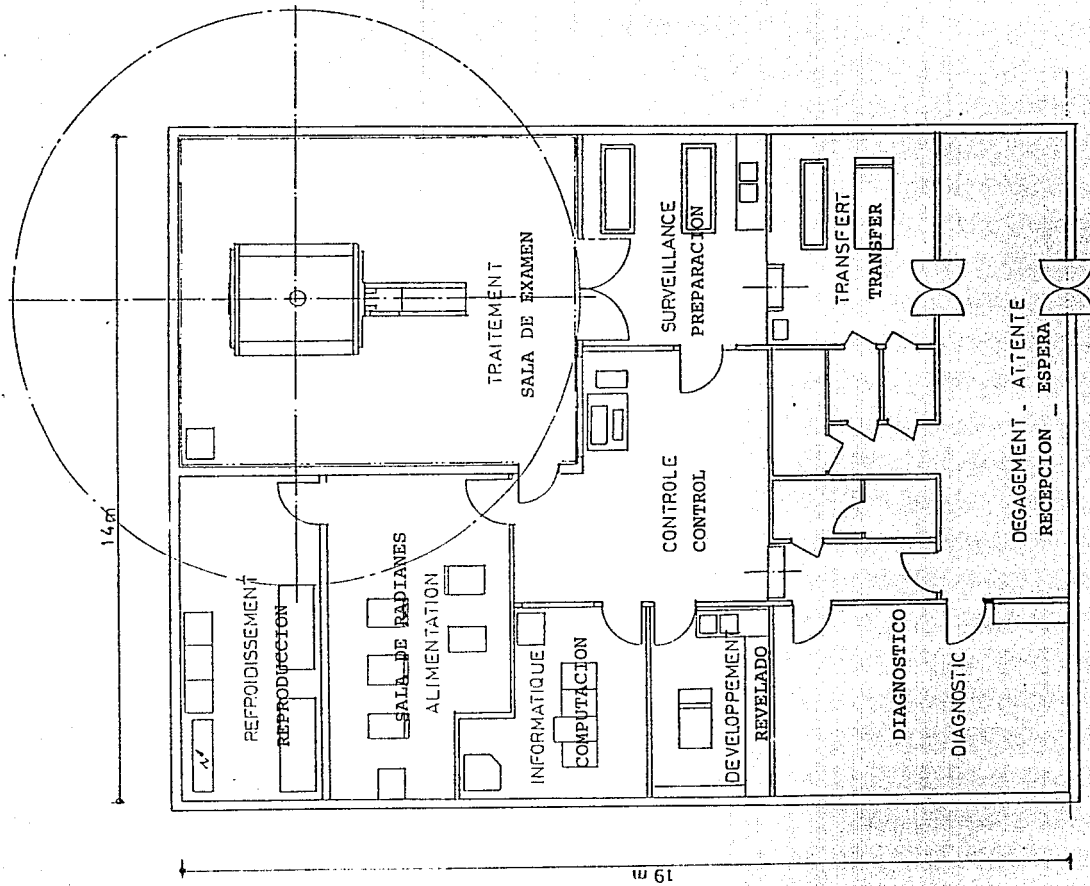 14 m
19 m
REFROIDISSEMENT
REPRODUCCION
SALA DE RADIANES
ALIMENTATION
INFORMATIQUE
COMPUTACION
DEVELOPPEMENT
REVELADO
DIAGNOSTICO
DIAGNOSTIC
TRAITEMENT
SALA DE EXAMEN
CONTROLE
CONTROL
SURVEILLANCE
PREPARACION
TRANSFERT
TRANSFER
DEGAGEMENT _ ATTENTE
RECEPCION _ ESPERA